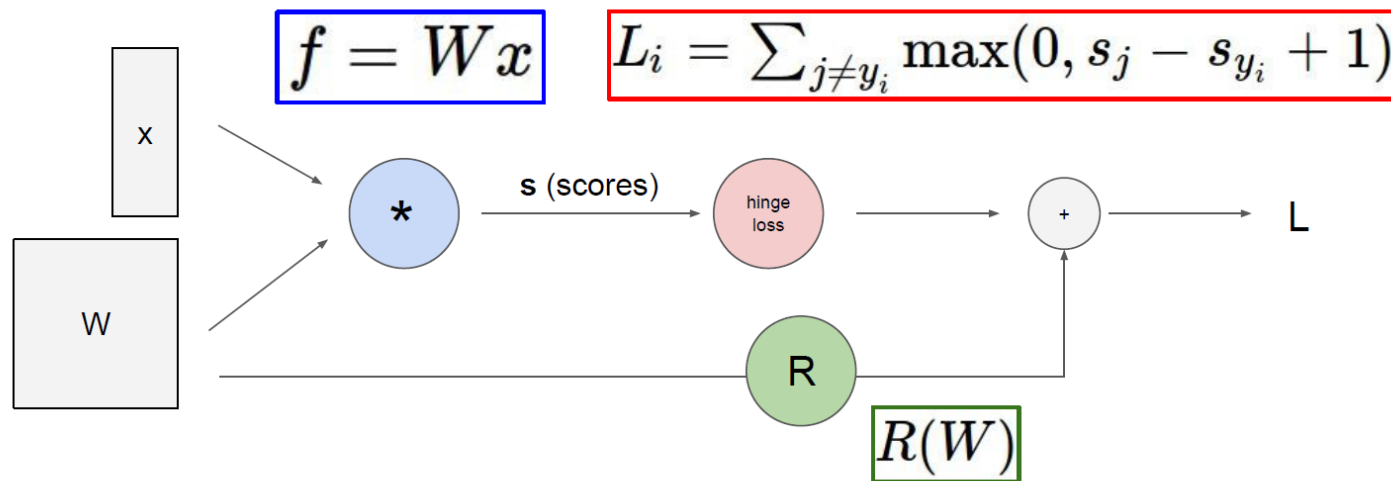 f = Wx
L_i = ∑_{j≠y_i} max(0, s_j − s_{y_i} + 1)
x
*
s (scores)
hinge
loss
+
L
W
R
R(W)